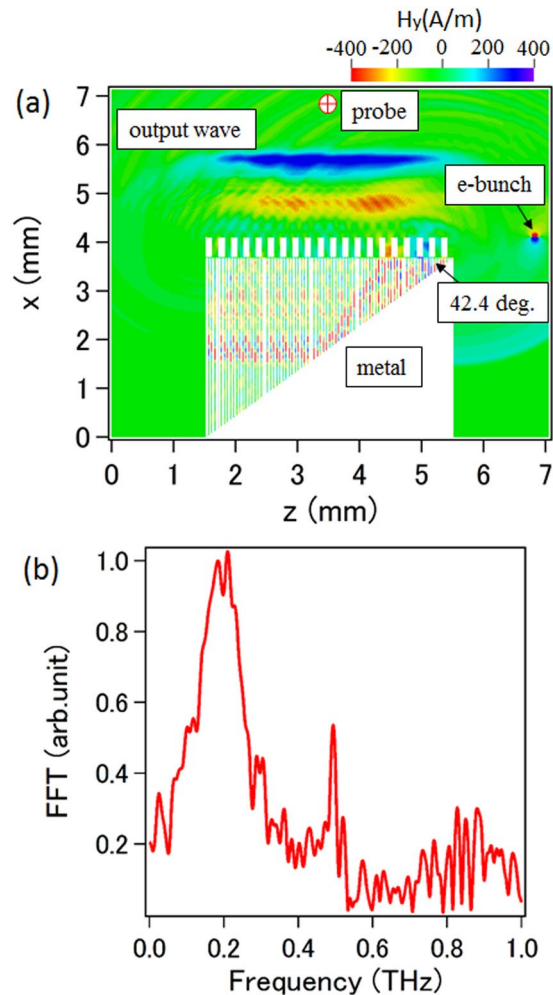 Hy(A/m)
-400 -200 0 200 400
(a)
7
6
5
4
3
2
1
0
x (mm)
output wave
probe
e-bunch
42.4 deg.
metal
0 1 2 3 4 5 6 7
z (mm)
(b)
1.0
0.8
0.6
0.4
0.2
FFT (arb.unit)
0.0 0.2 0.4 0.6 0.8 1.0
Frequency (THz)